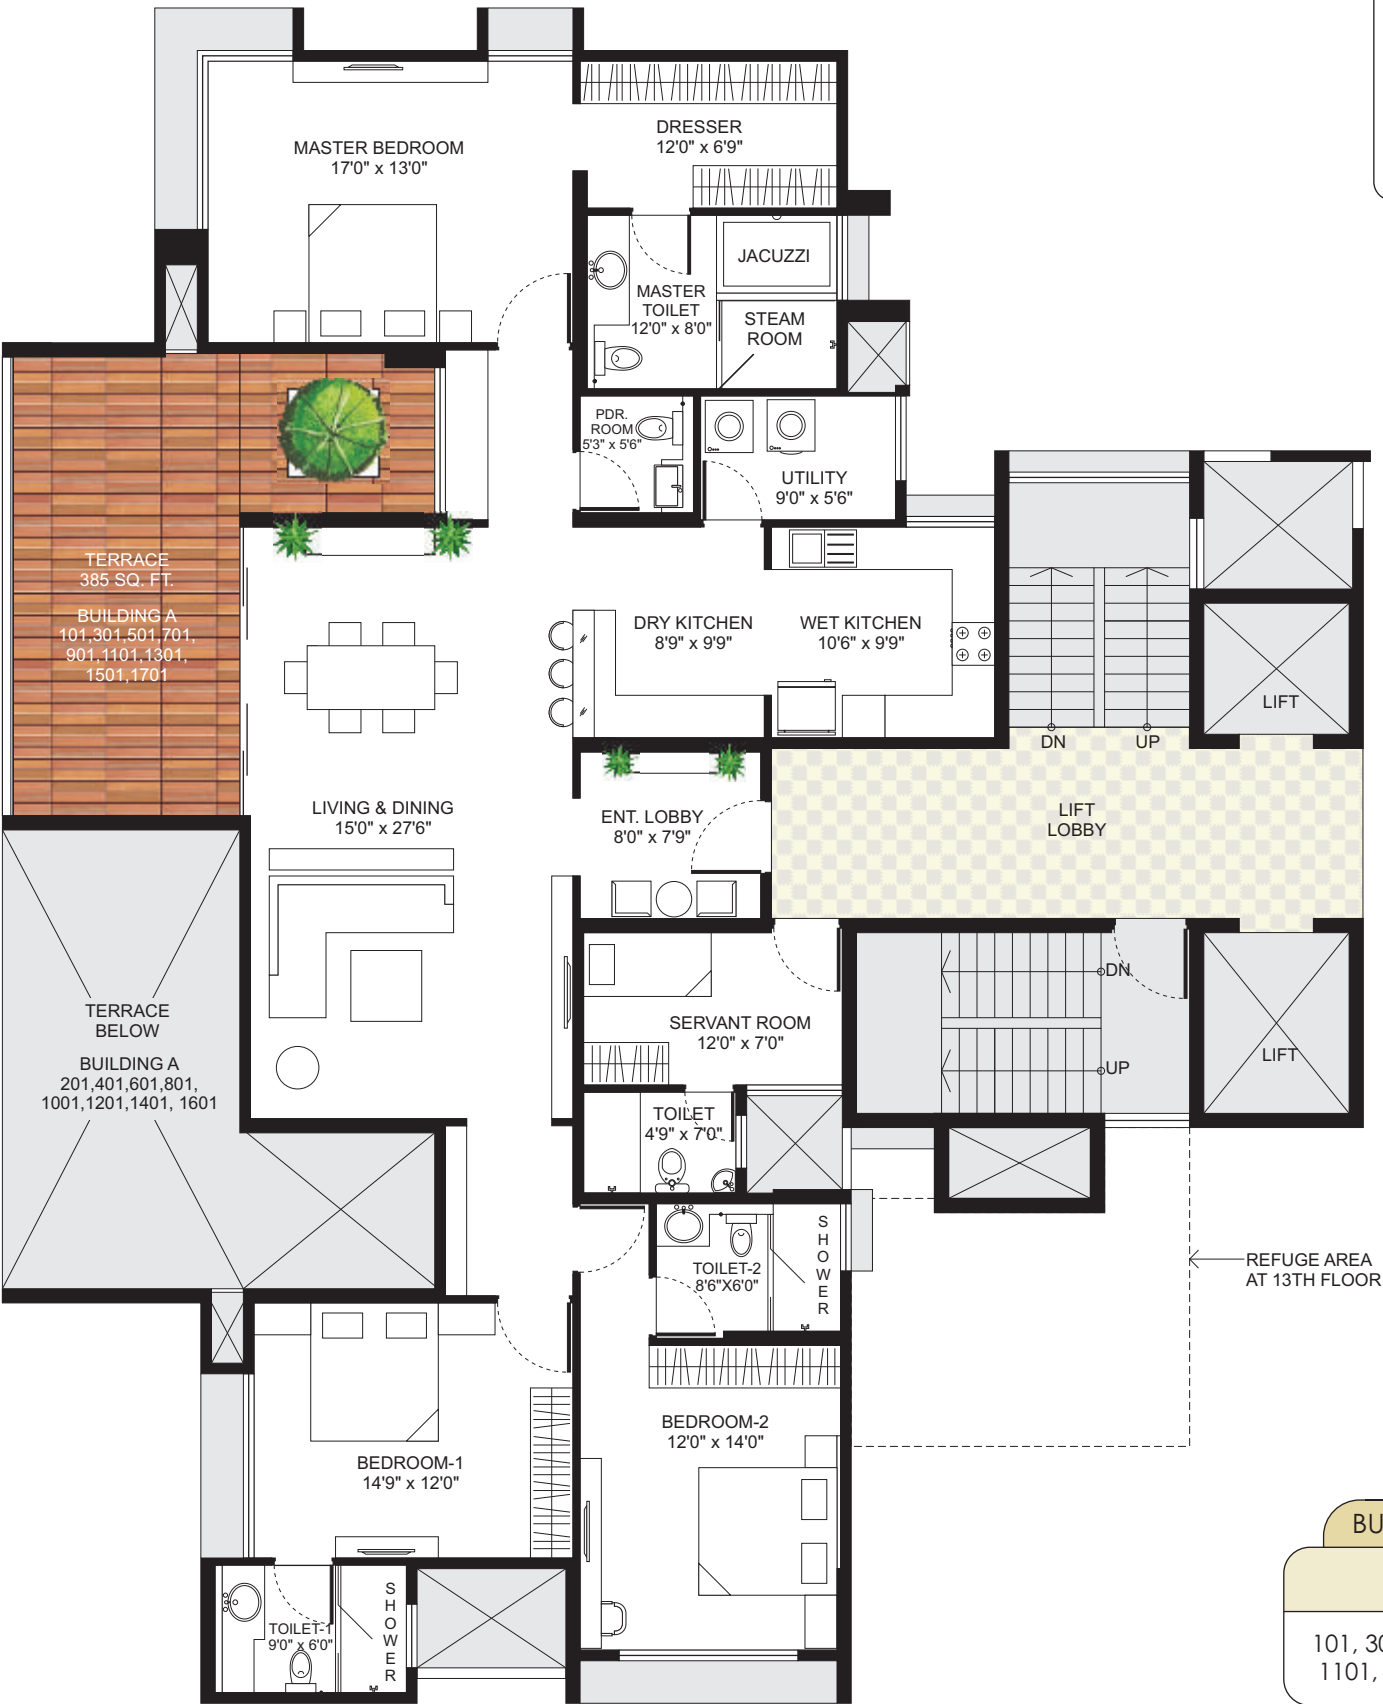 MASTER BEDROOM
17'0" x 13'0"
DRESSER
12'0" x 6'9"
JACUZZI
MASTER
TOILET
12'0" x 8'0"
STEAM
ROOM
PDR.
ROOM
5'3" x 5'6"
UTILITY
9'0" x 5'6"
TERRACE
385 SQ. FT.
BUILDING A
101,301,501,701,
901,1101,1301,
1501,1701
DRY KITCHEN
8'9" x 9'9"
WET KITCHEN
10'6" x 9'9"
LIFT
DN
UP
LIVING & DINING
15'0" x 27'6"
ENT. LOBBY
8'0" x 7'9"
LIFT
LOBBY
TERRACE
BELOW
BUILDING A
201,401,601,801,
1001,1201,1401, 1601
SERVANT ROOM
12'0" x 7'0"
DN
UP
LIFT
TOILET
4'9" x 7'0"
TOILET-2
8'6"X6'0"
SHOWER
REFUGE AREA
AT 13TH FLOOR
BEDROOM-1
14'9" x 12'0"
BEDROOM-2
12'0" x 14'0"
TOILET-1
9'0" x 6'0"
SHOWER
BU
101, 30
1101,